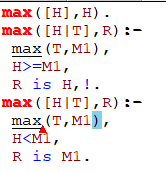 max([H],H).
max([H|T],R):-
max(T,M1),
H>=M1,
R is H,!.
max([H|T],R):-
max(T,M1),
H<M1,
R is M1.